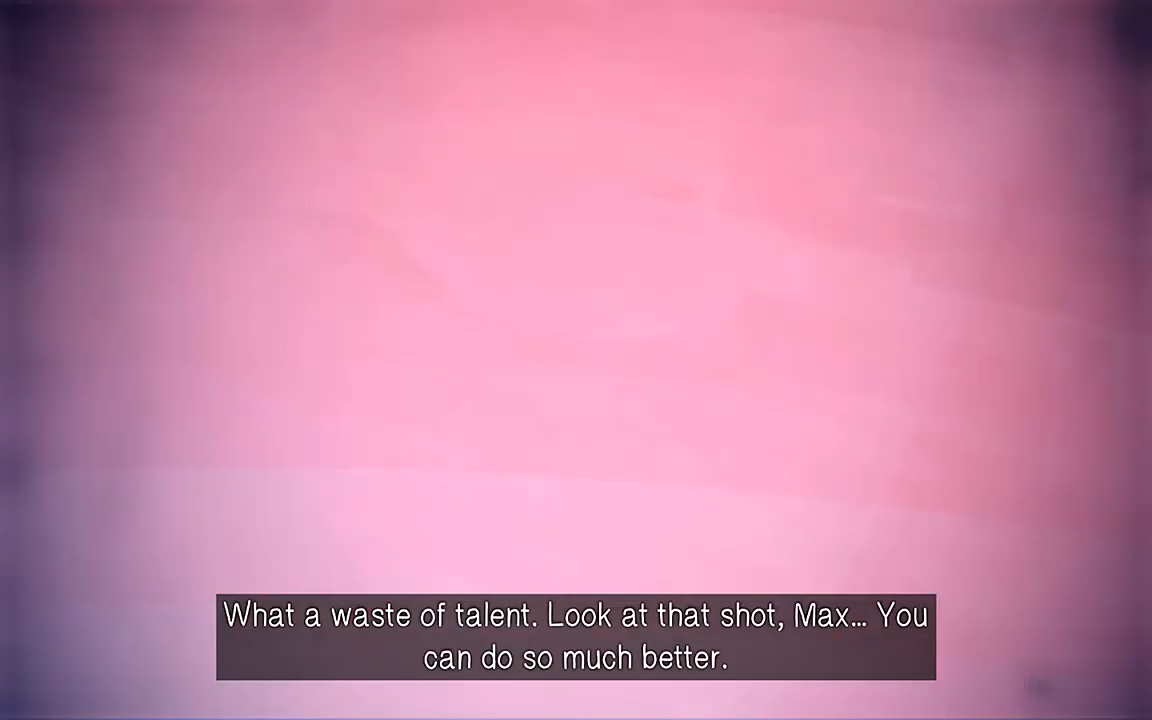 What a waste of talent. Look at that shot, Max... You
can do so much better.